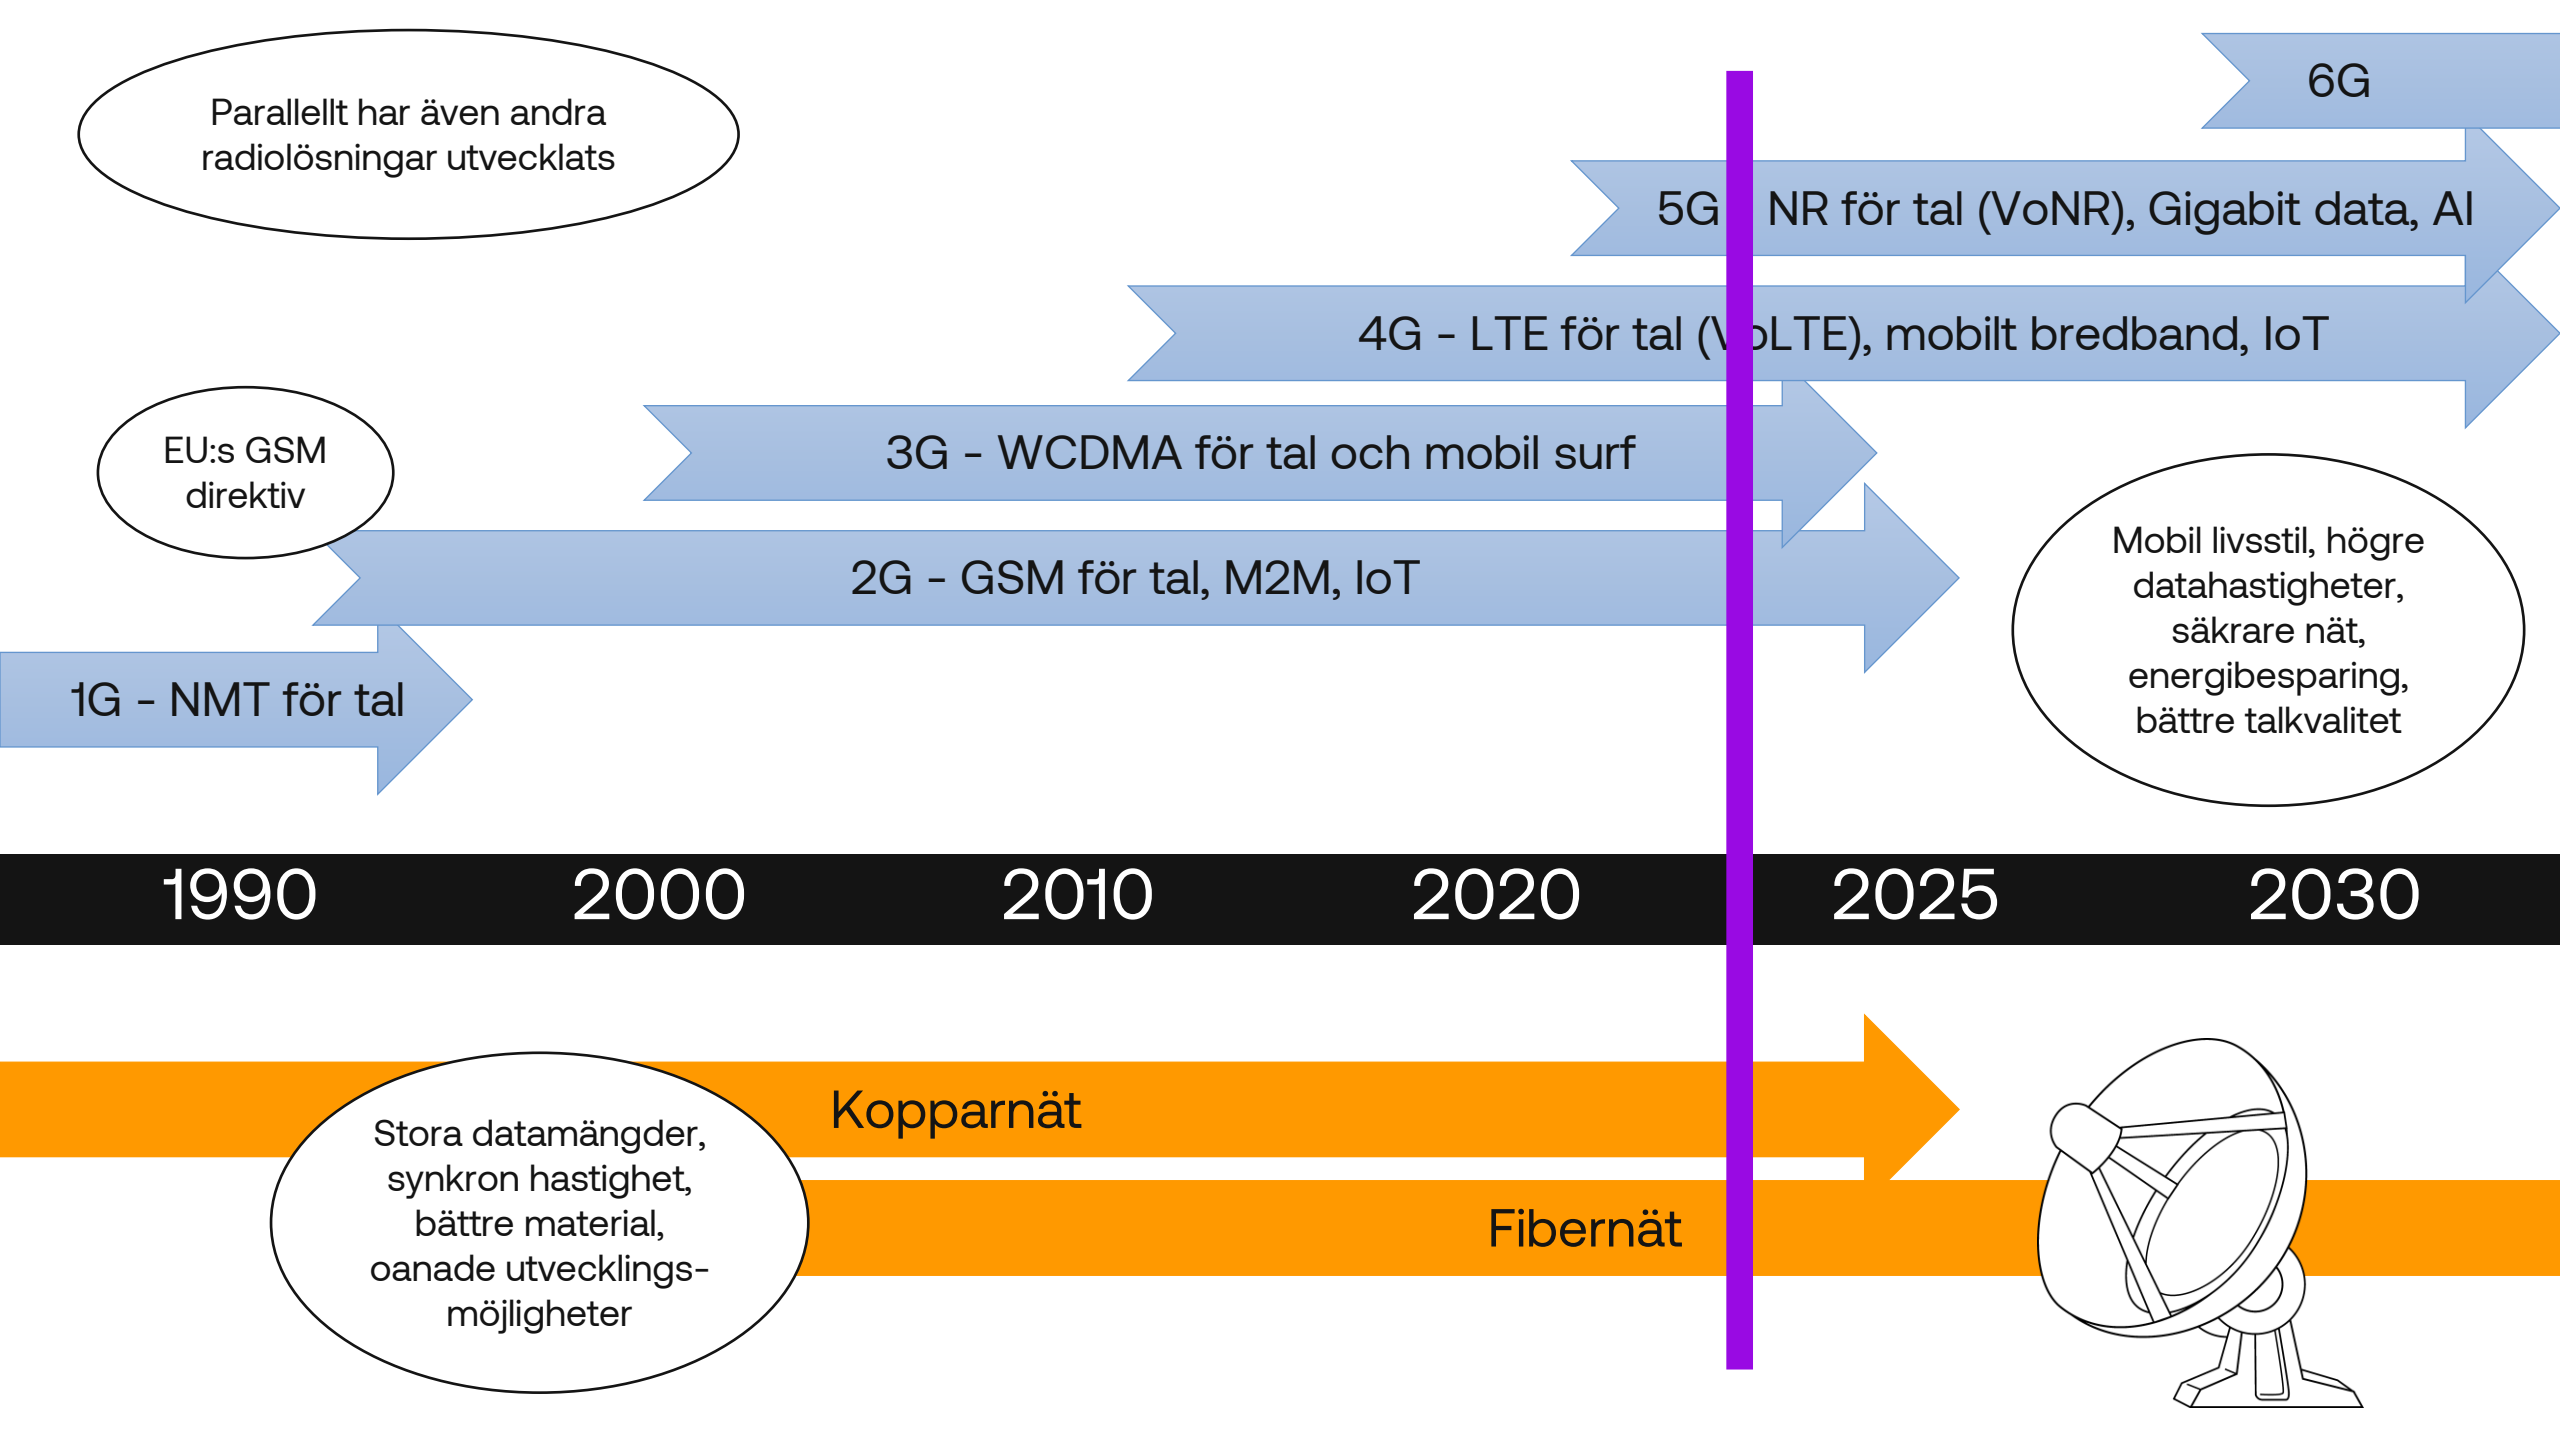 Parallellt har även andra
radiolösningar utvecklats
6G
5G NR för tal (VoNR), Gigabit data, AI
4G - LTE för tal (VoLTE), mobilt bredband, IoT
EU:s GSM
direktiv
3G - WCDMA för tal och mobil surf
2G - GSM för tal, M2M, IoT
1G - NMT för tal
Mobil livsstil, högre
datahastigheter,
säkrare nät,
energibesparing,
bättre talkvalitet
1990 2000 2010 2020 2025 2030
Kopparnät
Fibernät
Stora datamängder,
synkron hastighet,
bättre material,
oanade utvecklings-
möjligheter